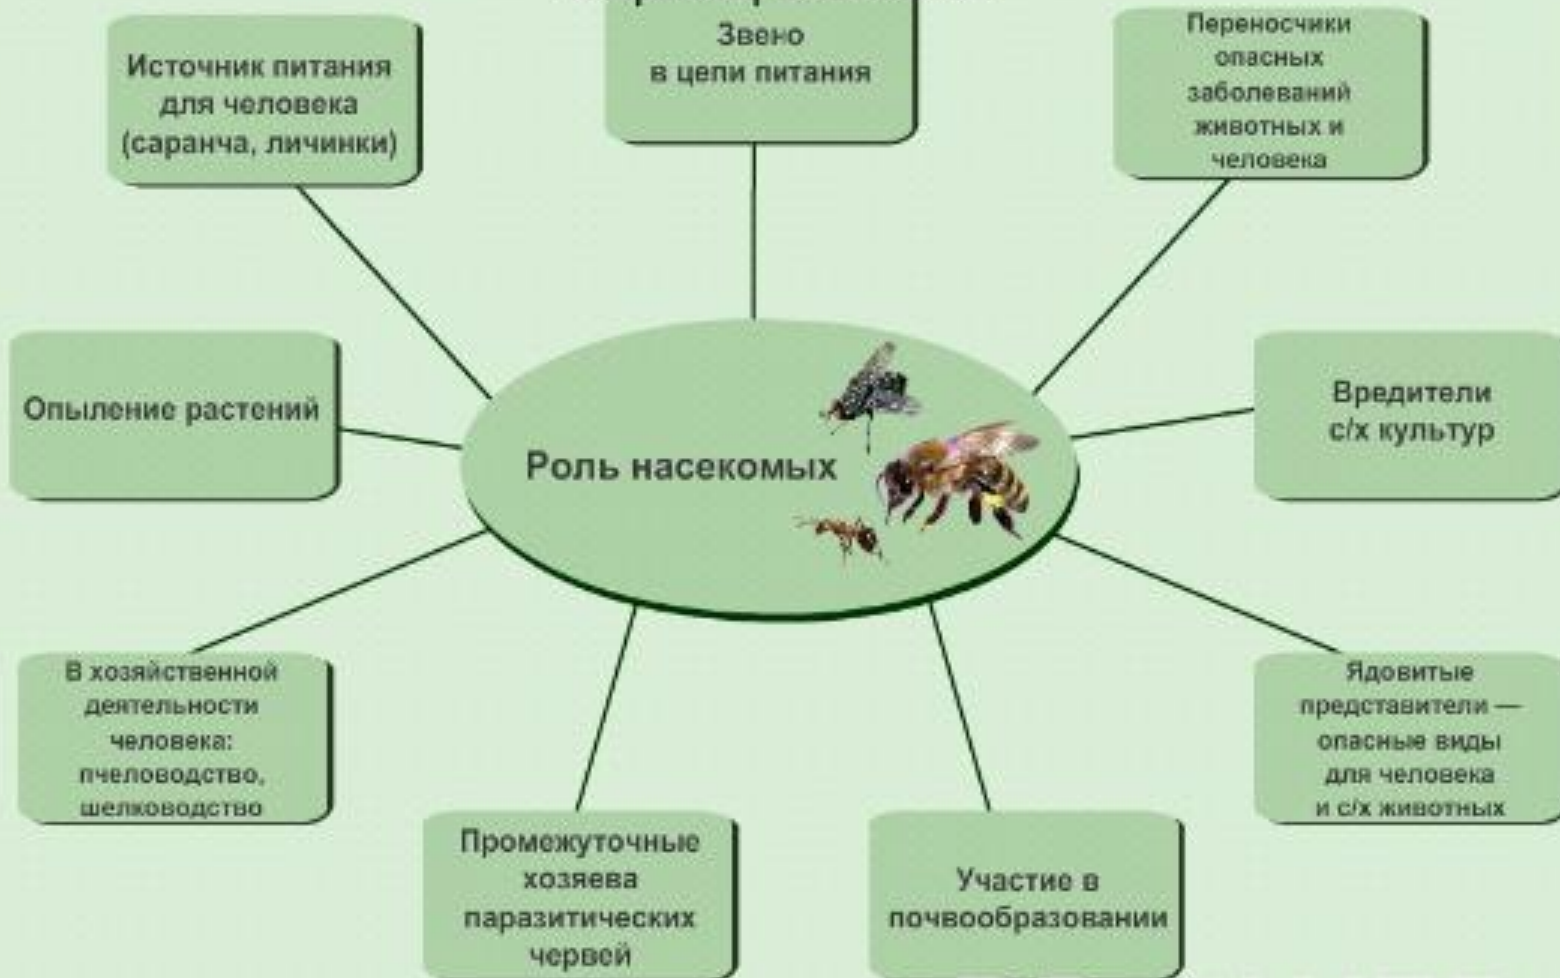 Источник питания
для человека
(саранча, личинки)
Звено
в цепи питания
Переносчики
опасных
заболеваний
животных и
человека
Опыление растений
Роль насекомых
Вредители
с/х культур
В хозяйственной
деятельности
человека:
пчеловодство,
шелководство
Промежуточные
хозяева
паразитических
червей
Участие в
почвообразовании
Ядовитые
представители —
опасные виды
для человека
и с/х животных